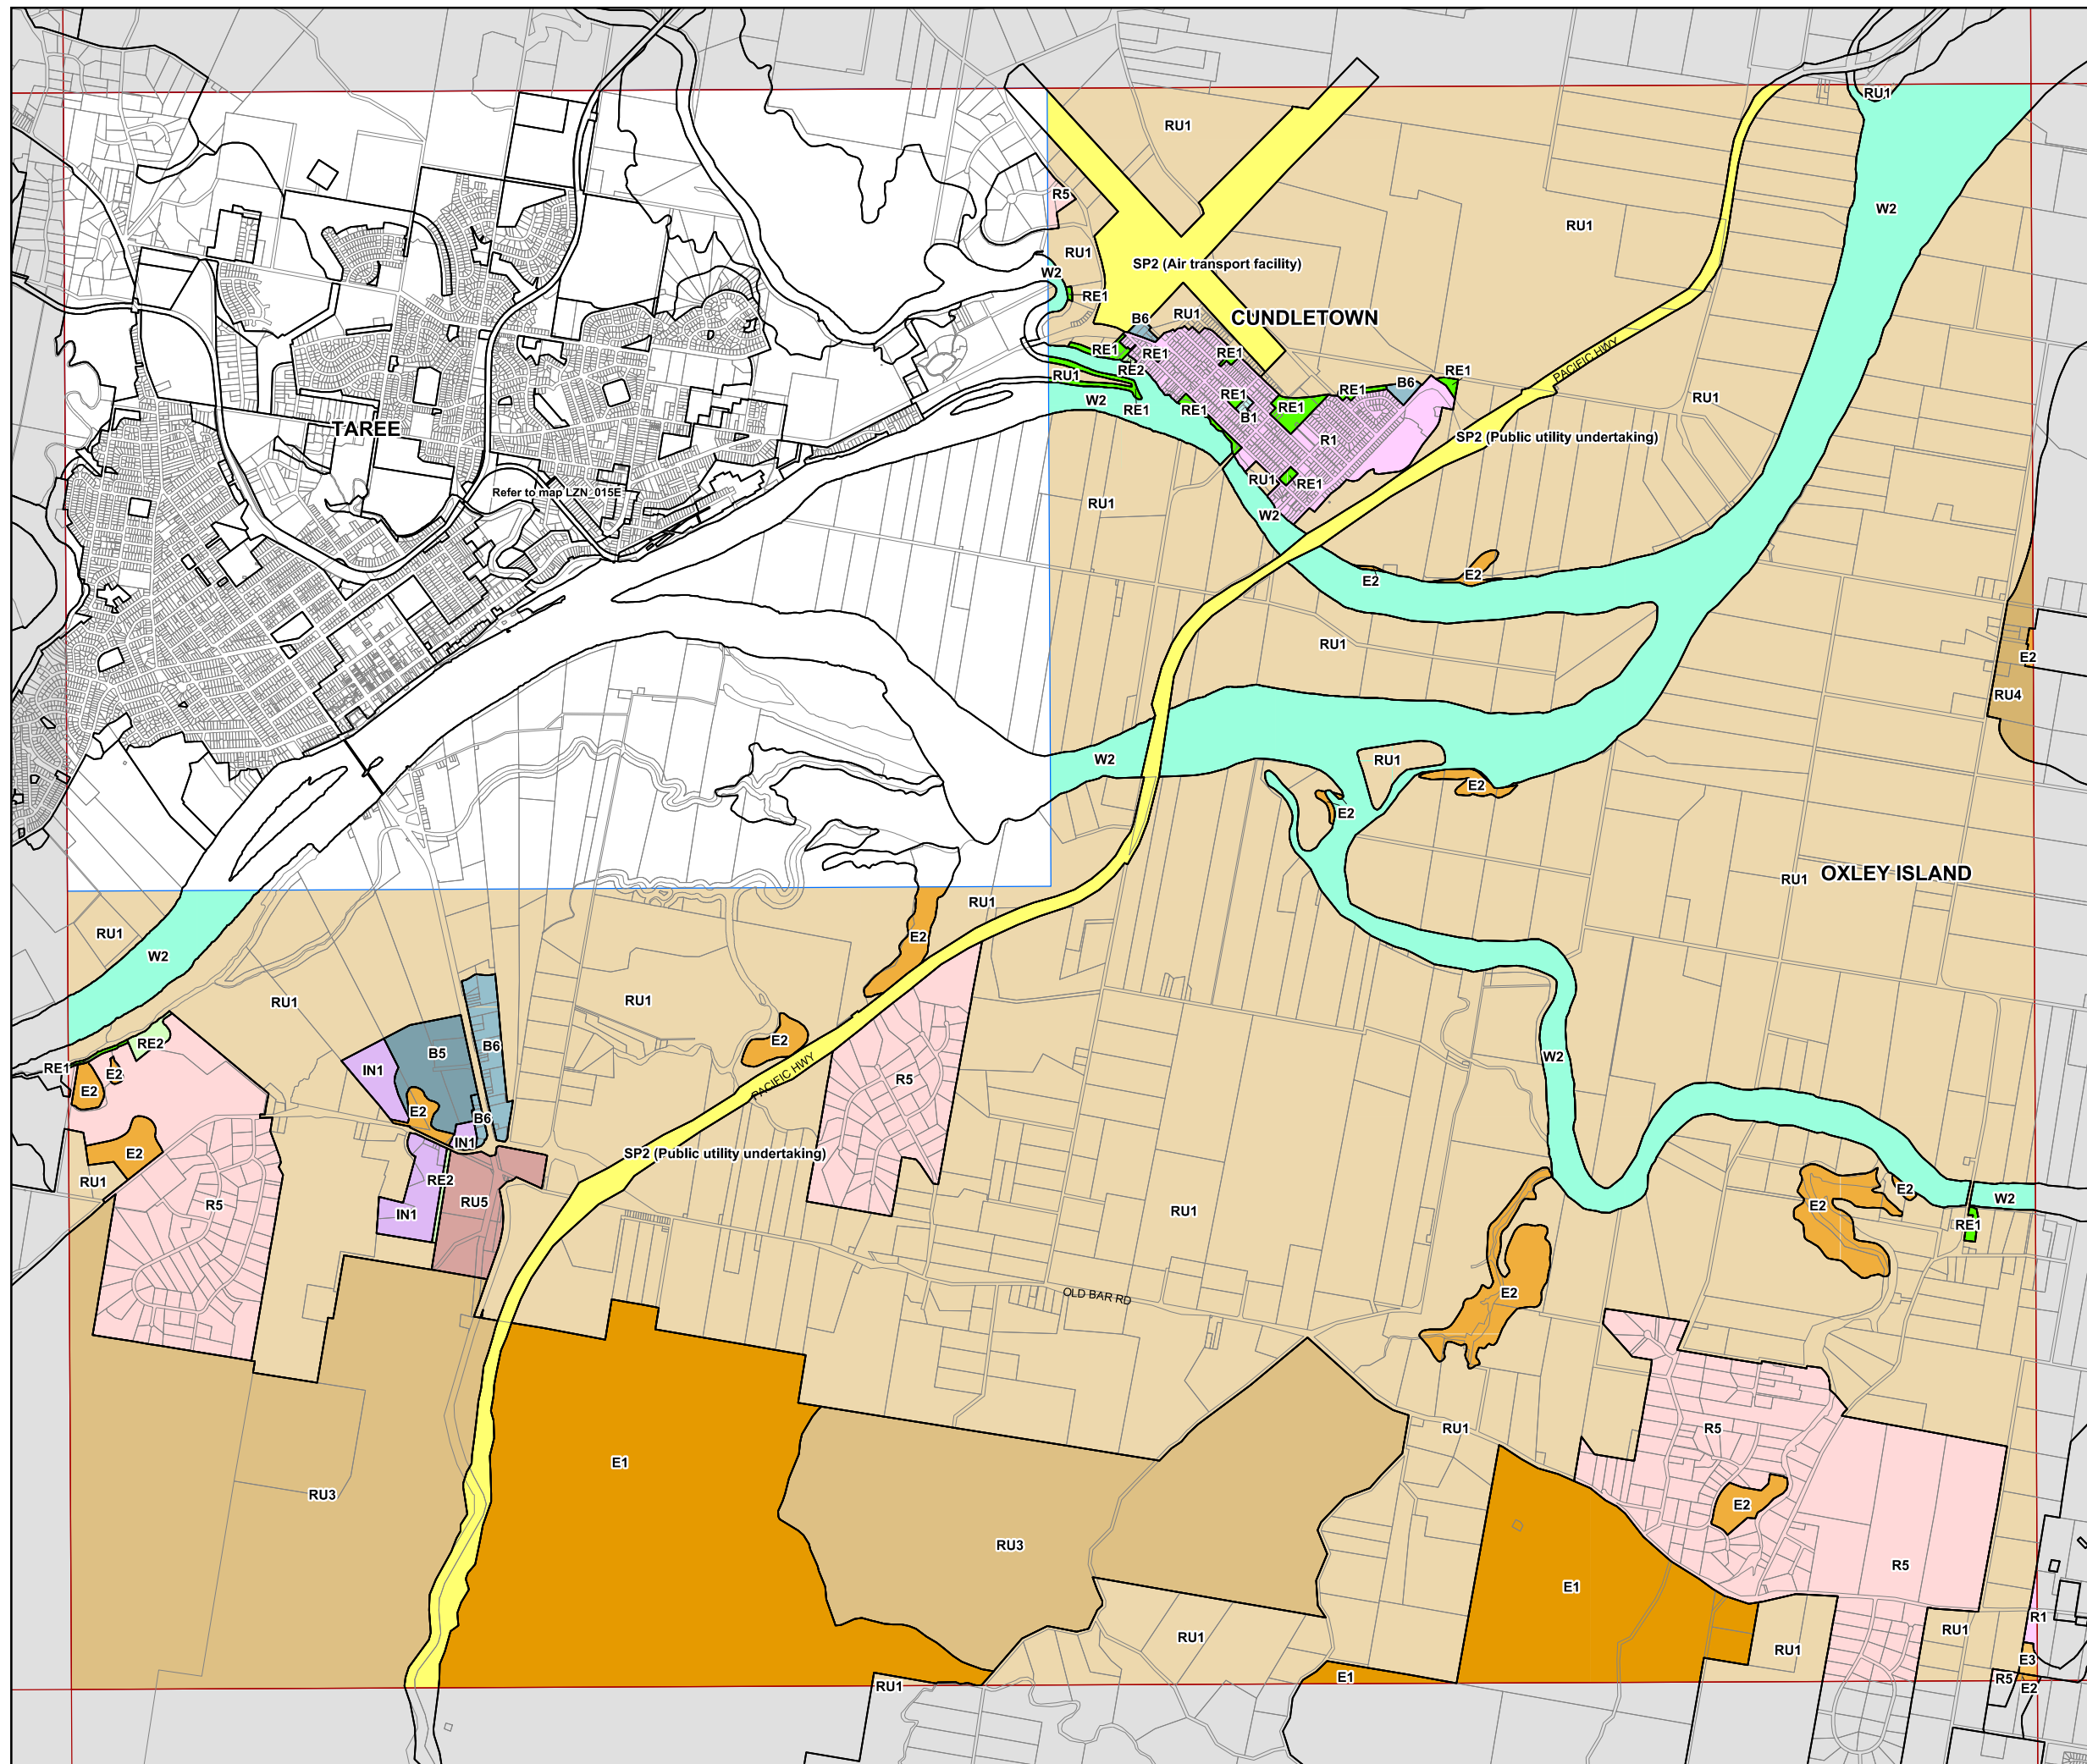 RU1
RU1
W2
R5
RU1
RU1
W2
SP2 (Air transport facility)
RE1
RU1
CUNDLETOWN
B6
RE1
RE1
RE1
RE2
PACIFIC HWY
RU1
RE1
B6
RE1
RU1
W2
RE1
RE1
RE1
RE1
B1
TAREE
R1
SP2 (Public utility undertaking)
RU1
RE1
Refer to map LZN_015E
RU1
W2
E2
E2
RU1
E2
RU4
W2
RU1
E2
E2
OXLEY ISLAND
RU1
RU1
RU1
E2
W2
RU1
RU1
RE2
B5
B6
E2
W2
RE1
E2
E2
IN1
PACIFIC HWY
R5
E2
B6
IN1
E2
SP2 (Public utility undertaking)
RU1
RE2
R5
RU5
IN1
RU1
E2
E2
W2
RE1
E2
OLD BAR RD
RU1
R5
E1
RU3
E2
RU3
R5
E1
R1
RU1
RU1
RU1
E3
R5
E1
RU1
E2